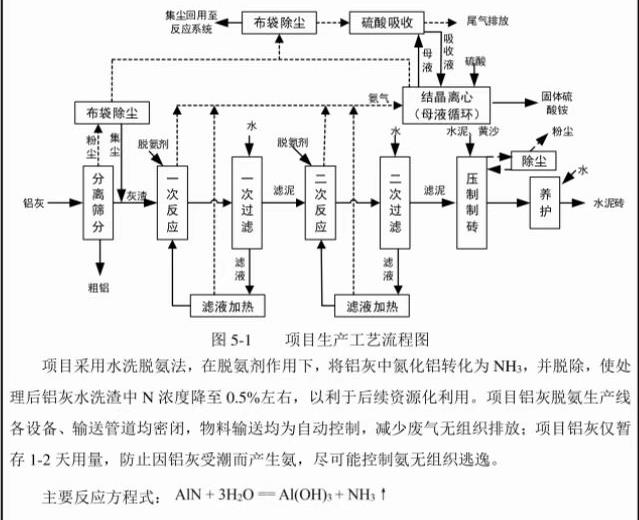 集尘回用至
反应系统
布袋除尘
硫酸吸收
尾气排放
母液
吸收液
硫酸
氨气
结晶离心
(母液循环)
固体硫
酸铵
布袋除尘
粉尘
集尘
脱氨剂
水
脱氨剂
水
水泥
黄沙
粉尘
除尘
水
铝灰
分离筛分
灰渣
一次反应
一次过滤
滤泥
二次反应
二次过滤
滤泥
压制制砖
养护
水泥砖
粗铝
滤液
滤液加热
滤液
滤液加热
图 5-1 项目生产工艺流程图
项目采用水洗脱氨法，在脱氨剂作用下，将铝灰中氮化铝转化为 NH₃，并脱除，使处
理后铝灰水洗渣中 N 浓度降至 0.5%左右，以利于后续资源化利用。项目铝灰脱氨生产线
各设备、输送管道均密闭，物料输送均为自动控制，减少废气无组织排放；项目铝灰仅暂
存 1-2 天用量，防止因铝灰受潮而产生氨，尽可能控制氨无组织逃逸。
主要反应方程式： AlN + 3H₂O == Al(OH)₃ + NH₃ ↑